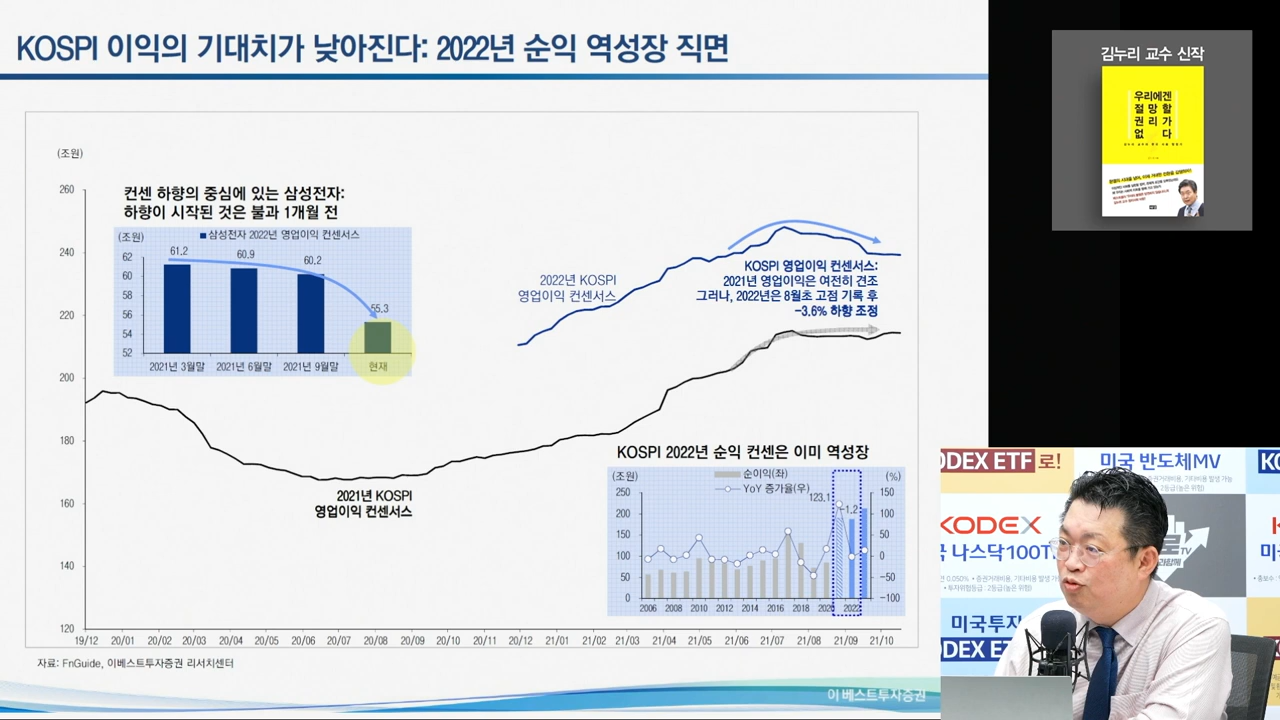 KOSPI 이익의 기대치가 낮아진다: 2022년 순익 역성장 직면
(조원)
260
240
220
200
180
160
140
120
19/12 20/01 20/02 20/03 20/04 20/05 20/06 20/07 20/08 20/09 20/10 20/11 20/12 21/01 21/02 21/03 21/04 21/05 21/06 21/07 21/08 21/09 21/10
컨센 하향의 중심에 있는 삼성전자:
하향이 시작된 것은 불과 1개월 전
(조원)
■삼성전자 2022년 영업이익 컨센서스
62
60
58
56
54
52
61.2
60.9
60.2
55.3
2021년 3월말 2021년 6월말 2021년 9월말 현재
2022년 KOSPI
영업이익 컨센서스
KOSPI 영업이익 컨센서스:
2021년 영업이익은 여전히 견조
그러나, 2022년은 8월초 고점 기록 후
-3.6% 하향 조정
2021년 KOSPI
영업이익 컨센서스
KOSPI 2022년 순익 컨센은 이미 역성장
(조원)
순이익(좌)
YoY 증가율(우)
(%)
250
200
150
100
50
0
123.1
-1.2
150
100
50
0
-50
-100
2006 2008 2010 2012 2014 2016 2018 2020 2022
자료: FnGuide, 이베스트투자증권 리서치센터
이베스트투자증권
김누리 교수 신작
우리에겐
절망할
권리가
없다
ODEX ETF로!
미국 반도체MV
KO
KODEX
국 나스닥100T
TV
미국투자
ODEX ET